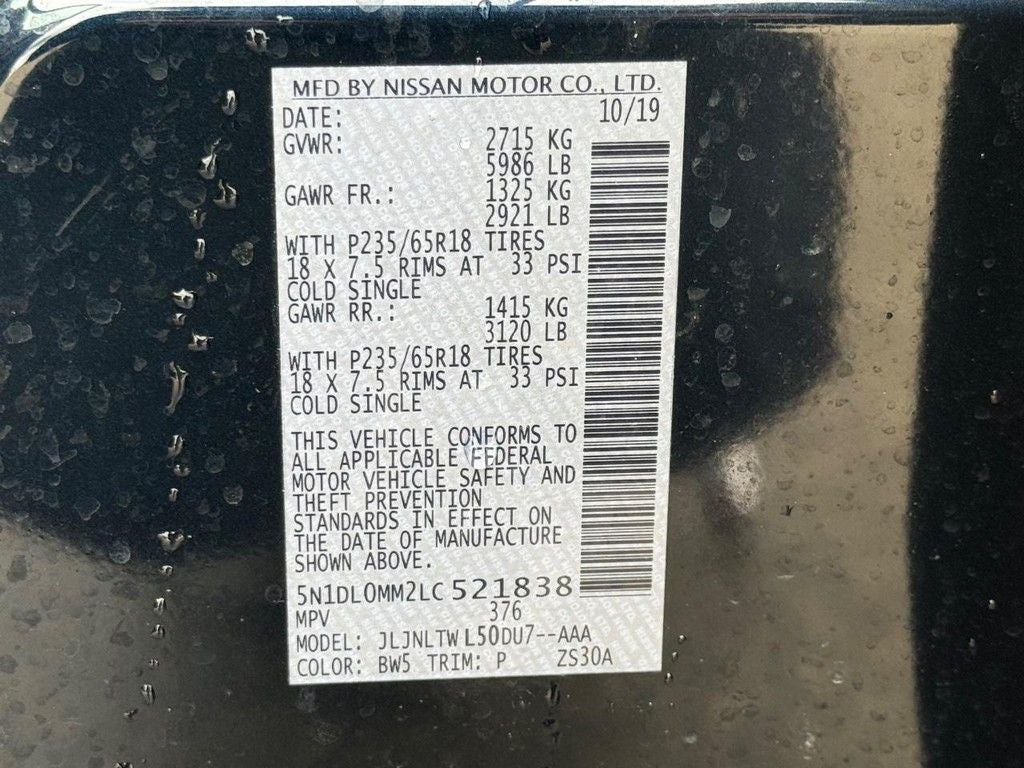 MFD BY NISSAN MOTOR CO., LTD.
DATE: 10/19
GVWR: 2715 KG
5986 LB
GAWR FR.: 1325 KG
2921 LB
WITH P235/65R18 TIRES
18 X 7.5 RIMS AT 33 PSI
COLD SINGLE
GAWR RR.: 1415 KG
3120 LB
WITH P235/65R18 TIRES
18 X 7.5 RIMS AT 33 PSI
COLD SINGLE
THIS VEHICLE CONFORMS TO
ALL APPLICABLE FEDERAL
MOTOR VEHICLE SAFETY AND
THEFT PREVENTION
STANDARDS IN EFFECT ON
THE DATE OF MANUFACTURE
SHOWN ABOVE.
5N1DL0MM2LC521838
MPV 376
MODEL: JLJNLTW L50DU7--AAA
COLOR: BW5 TRIM: P ZS30A